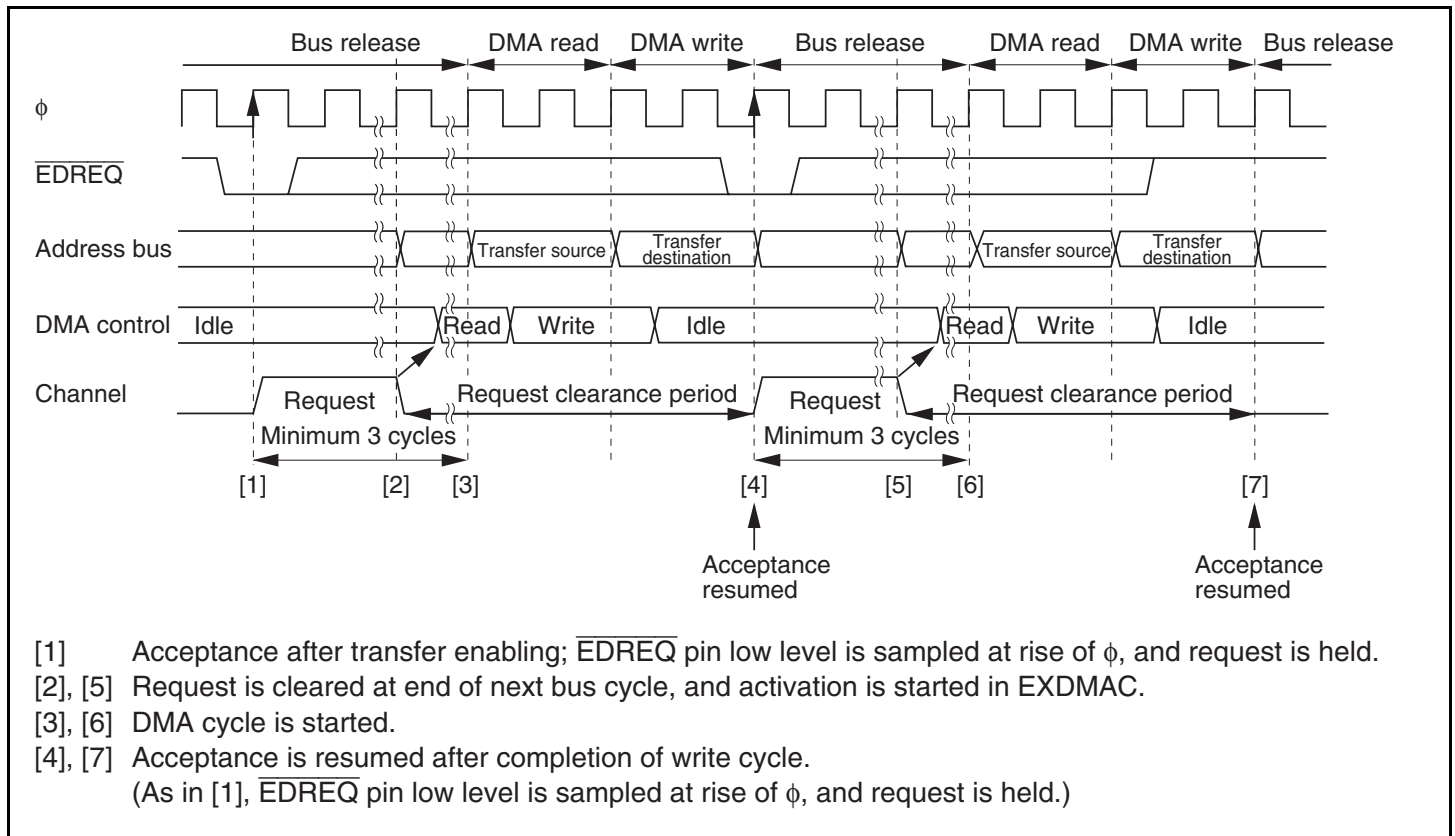 Bus release DMA read DMA write Bus release DMA read DMA write Bus release
ϕ
EDREQ
Address bus Transfer source Transfer destination Transfer source Transfer destination
DMA control Idle Read Write Idle Read Write Idle
Channel Request Request clearance period Request Request clearance period
Minimum 3 cycles Minimum 3 cycles
[1] [2] [3] [4] [5] [6] [7]
Acceptance resumed Acceptance resumed
[1] Acceptance after transfer enabling; EDREQ pin low level is sampled at rise of ϕ, and request is held.
[2], [5] Request is cleared at end of next bus cycle, and activation is started in EXDMAC.
[3], [6] DMA cycle is started.
[4], [7] Acceptance is resumed after completion of write cycle.
(As in [1], EDREQ pin low level is sampled at rise of ϕ, and request is held.)